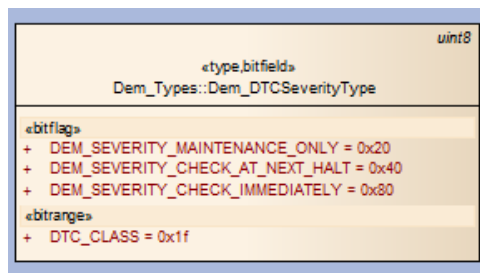 uint8
«type,bitfield»
Dem_Types::Dem_DTCSeverityType
«bitflag»
+ DEM_SEVERITY_MAINTENANCE_ONLY = 0x20
+ DEM_SEVERITY_CHECK_AT_NEXT_HALT = 0x40
+ DEM_SEVERITY_CHECK_IMMEDIATELY = 0x80
«bitrange»
+ DTC_CLASS = 0x1f